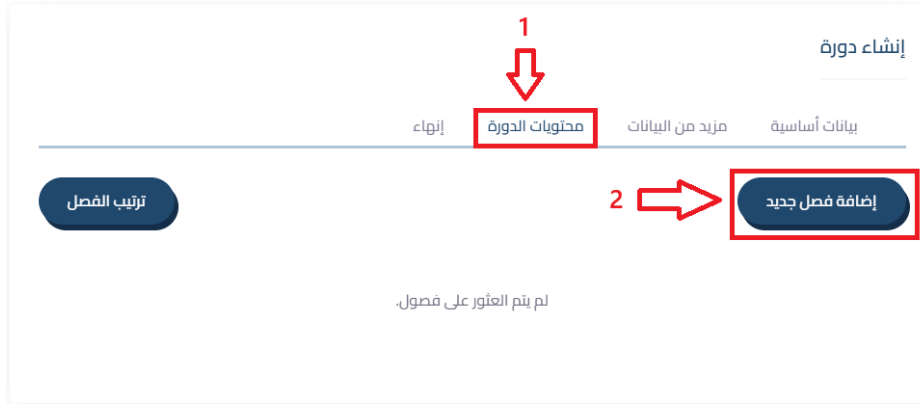 1
إنشاء دورة
بيانات أساسية مزيد من البيانات محتويات الدورة إنهاء
إضافة فصل جديد 2 ترتيب الفصل
لم يتم العثور على فصول.